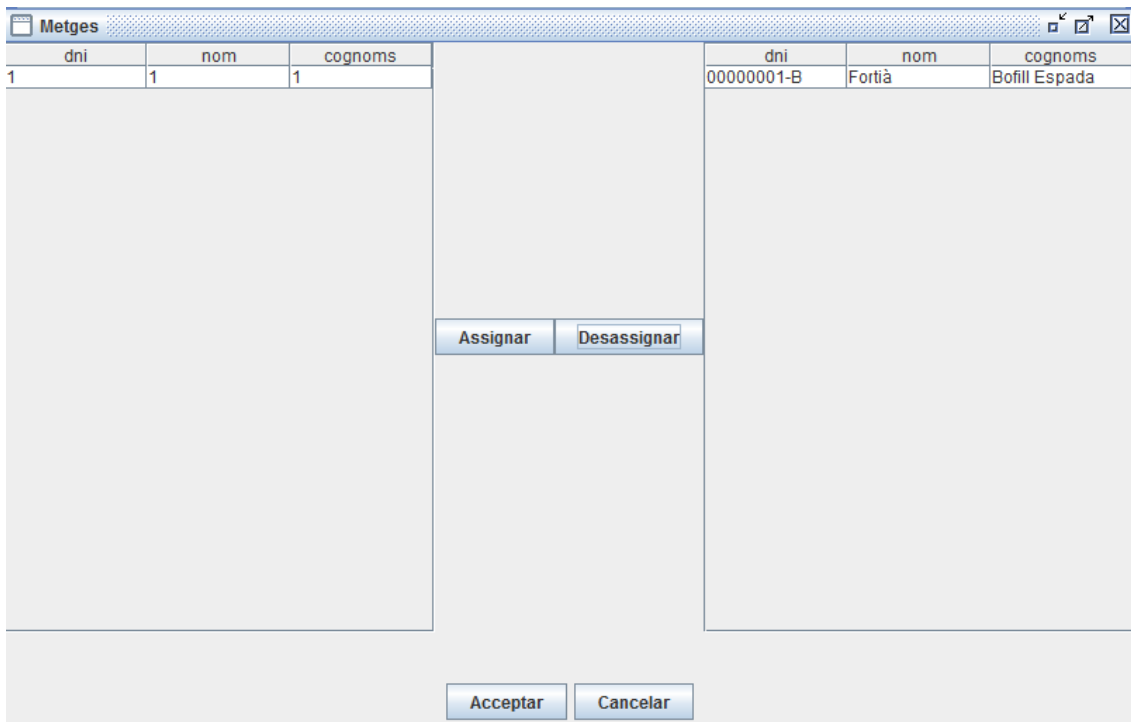 Metges
dni nom cognoms
1 1 1
dni nom cognoms
00000001-B Fortià Bofill Espada
Assignar Desassignar
Acceptar Cancelar